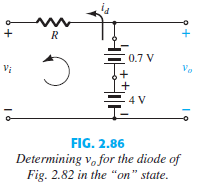 i_d
+
R
+
0.7 V
v_i
v_o
+
+
4 V
FIG. 2.86
Determining v_o for the diode of
Fig. 2.82 in the “on” state.